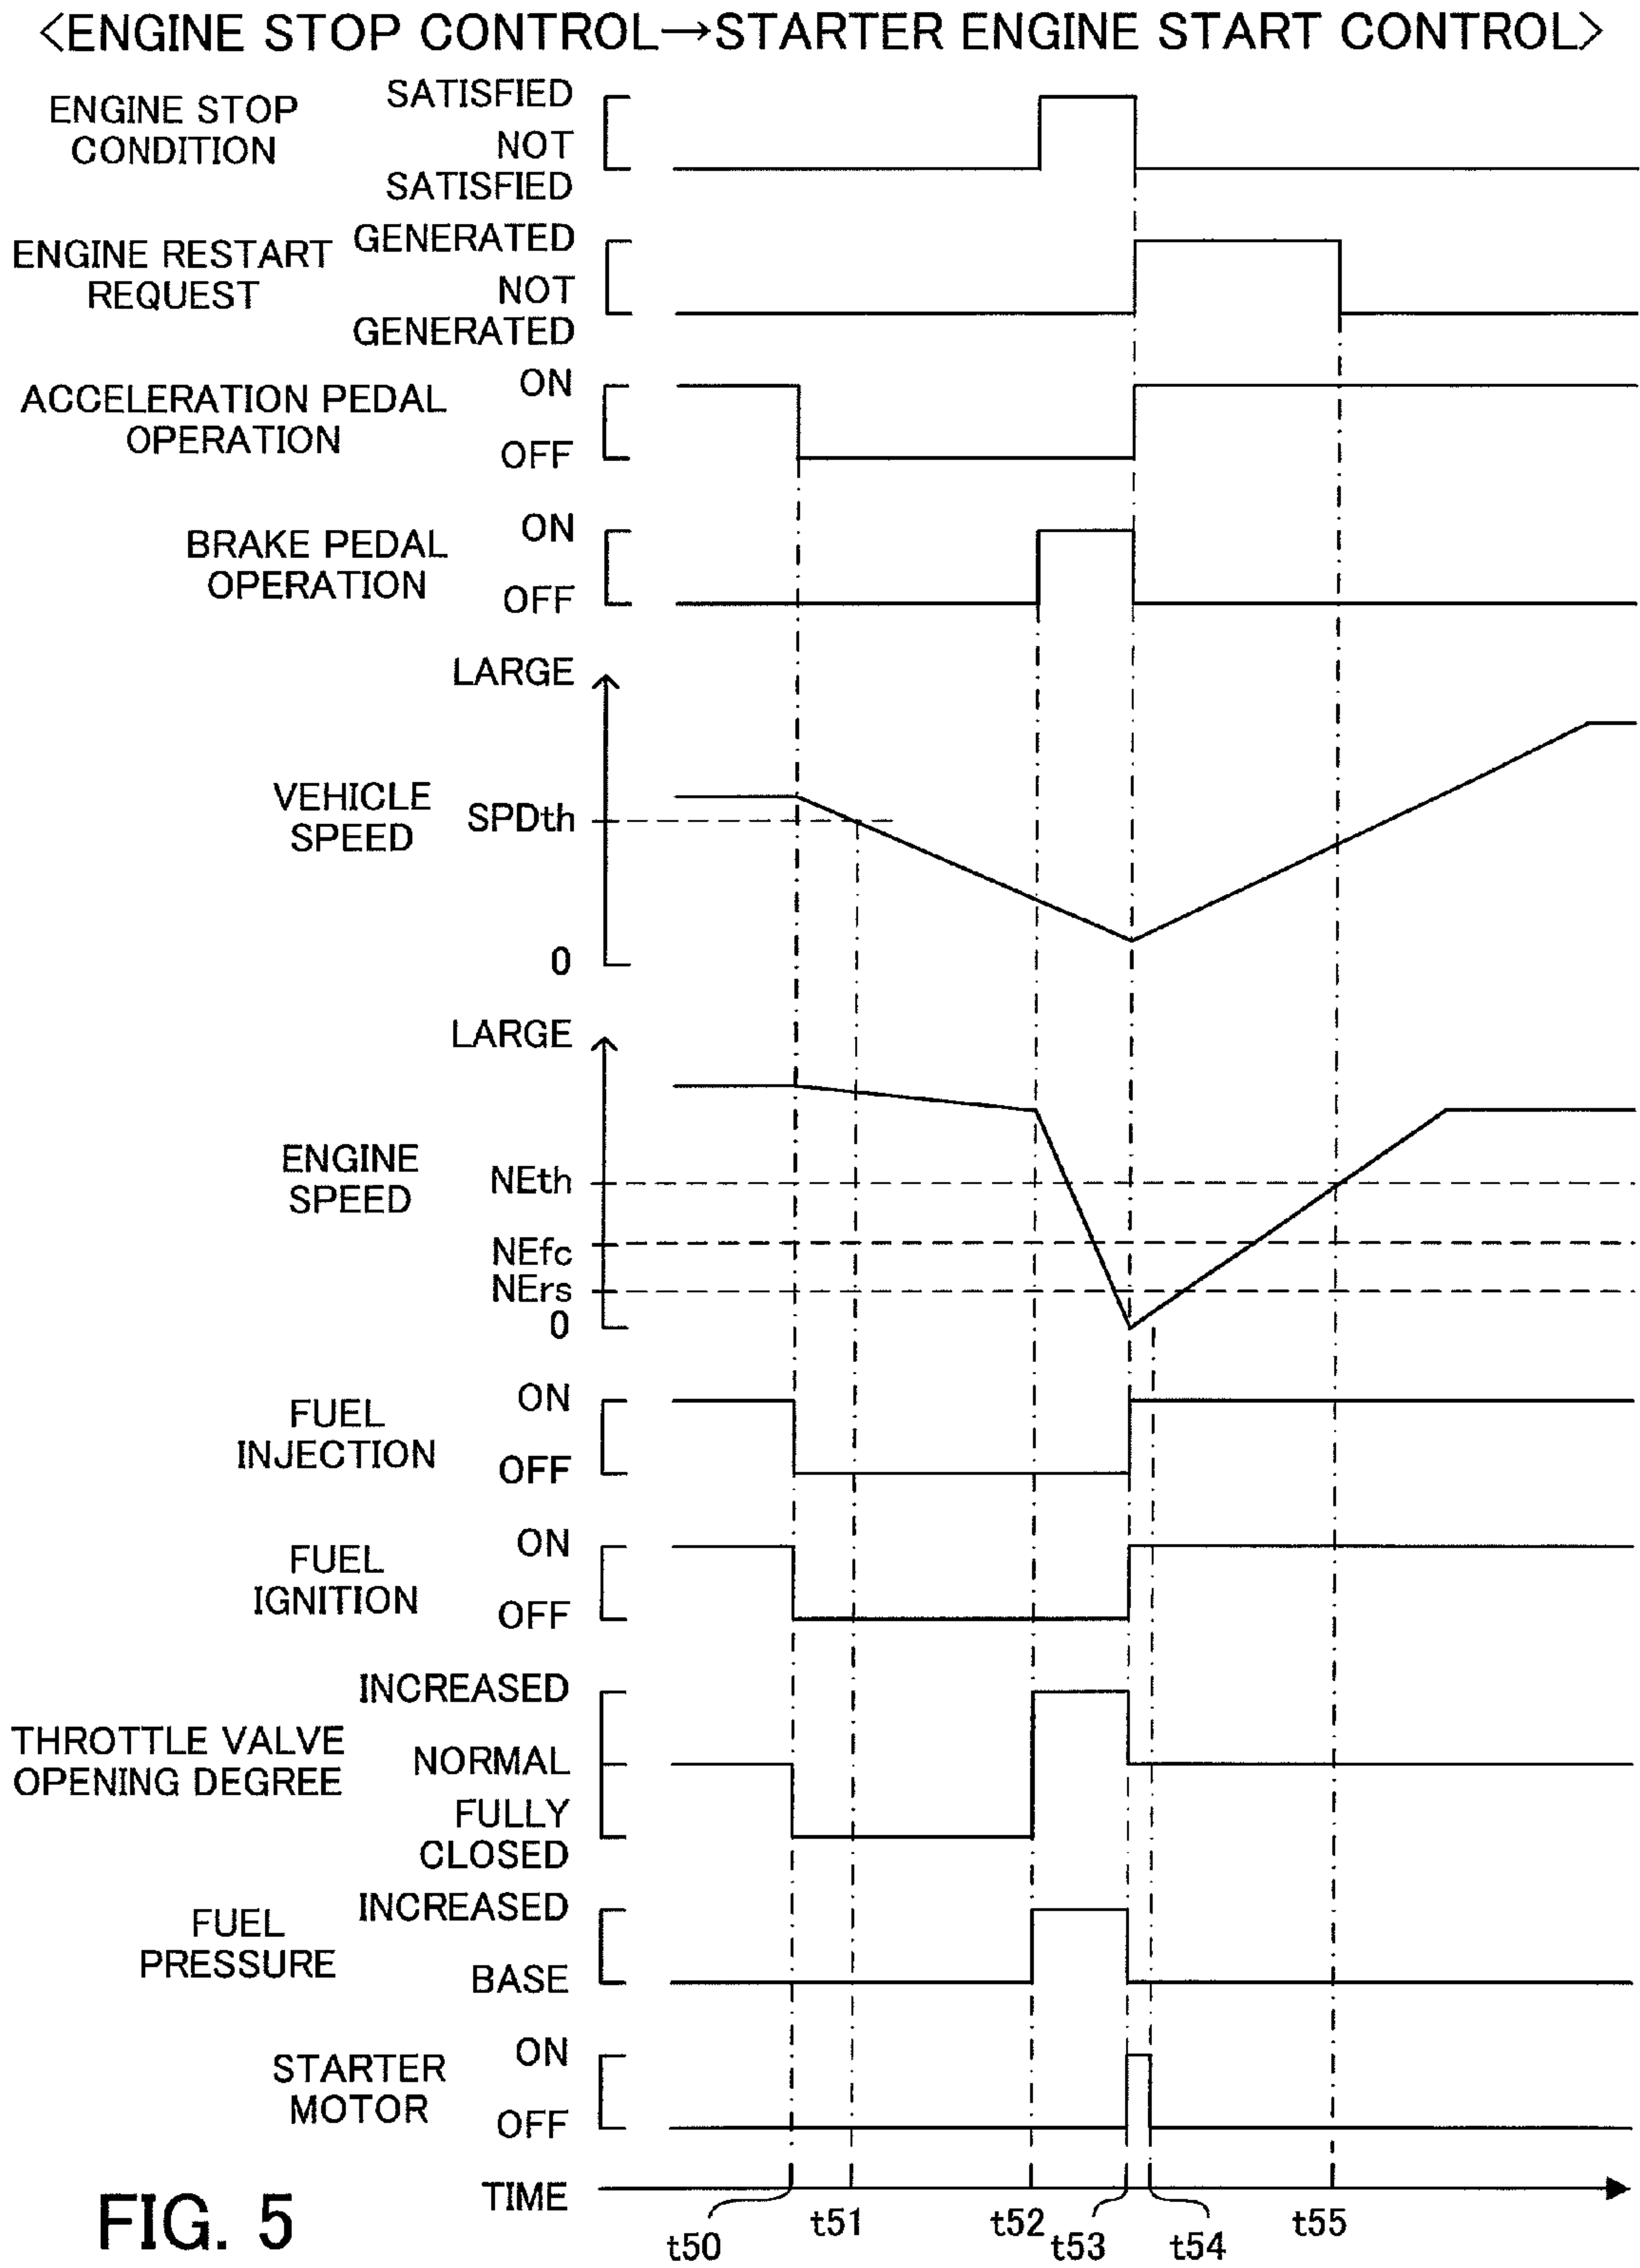 <ENGINE STOP CONTROL→STARTER ENGINE START CONTROL>
ENGINE STOP
CONDITION
SATISFIED
NOT
SATISFIED
ENGINE RESTART
REQUEST
GENERATED
NOT
GENERATED
ACCELERATION PEDAL
OPERATION
ON
OFF
BRAKE PEDAL
OPERATION
ON
OFF
VEHICLE
SPEED
LARGE
SPDth
0
ENGINE
SPEED
LARGE
NEth
NEfc
NErs
0
FUEL
INJECTION
ON
OFF
FUEL
IGNITION
ON
OFF
THROTTLE VALVE
OPENING DEGREE
INCREASED
NORMAL
FULLY
CLOSED
FUEL
PRESSURE
INCREASED
BASE
STARTER
MOTOR
ON
OFF
TIME
t50
t51
t52
t53
t54
t55
FIG. 5